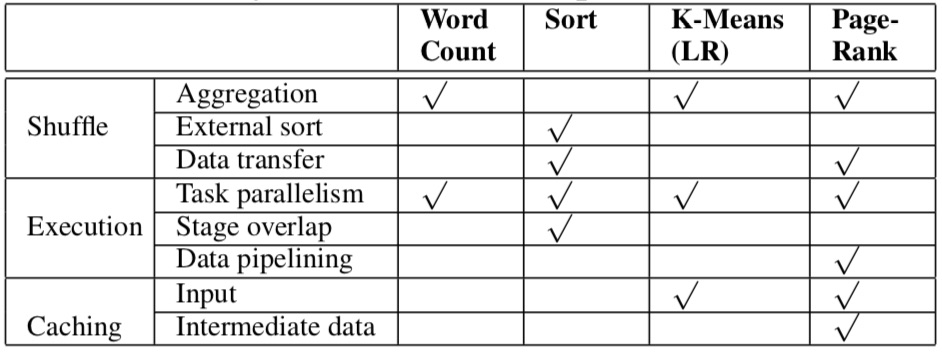 Word Count | Sort | K-Means (LR) | Page-Rank
Shuffle | Aggregation | √ | | √ | √
External sort | | √ | |
Data transfer | | √ | | √
Execution | Task parallelism | √ | √ | √ | √
Stage overlap | | √ | |
Data pipelining | | | | √
Caching | Input | | | √ | √
Intermediate data | | | | √